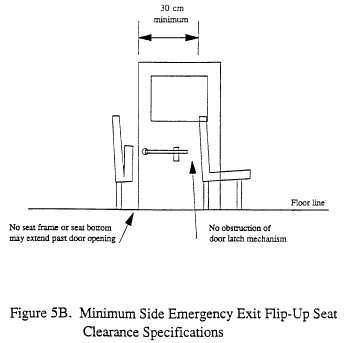 30 cm
minimum
Floor line
No seat frame or seat bottom
may extend past door opening
No obstruction of
door latch mechanism
Figure 5B. Minimum Side Emergency Exit Flip-Up Seat
Clearance Specifications